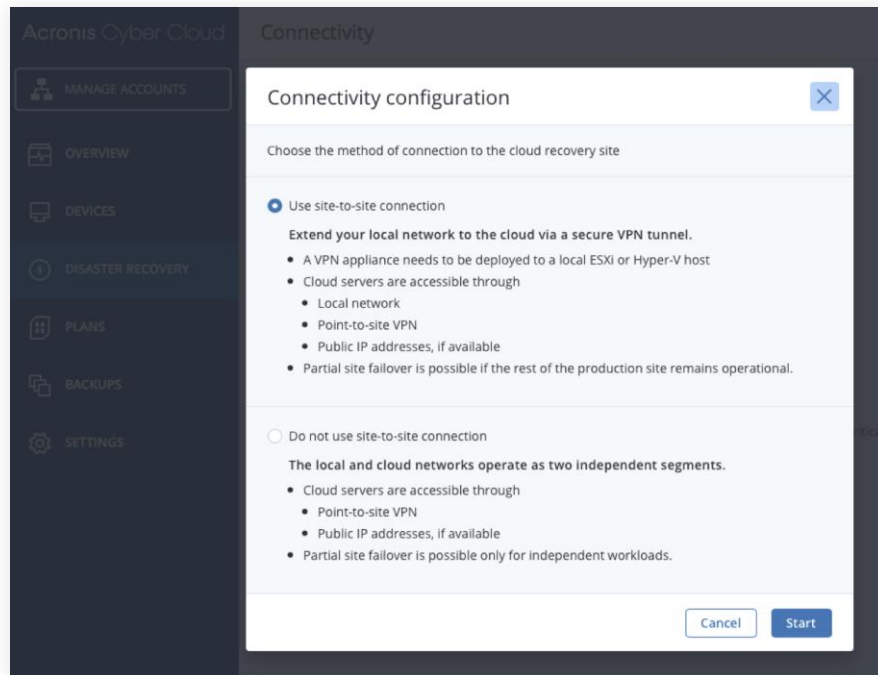 Acronis Cyber Cloud
Connectivity
MANAGE ACCOUNTS
OVERVIEW
DEVICES
DISASTER RECOVERY
PLANS
BACKUPS
SETTINGS
Connectivity configuration
Choose the method of connection to the cloud recovery site
Use site-to-site connection
Extend your local network to the cloud via a secure VPN tunnel.
• A VPN appliance needs to be deployed to a local ESXi or Hyper-V host
• Cloud servers are accessible through
• Local network
• Point-to-site VPN
• Public IP addresses, if available
• Partial site failover is possible if the rest of the production site remains operational.
Do not use site-to-site connection
The local and cloud networks operate as two independent segments.
• Cloud servers are accessible through
• Point-to-site VPN
• Public IP addresses, if available
• Partial site failover is possible only for independent workloads.
Cancel
Start